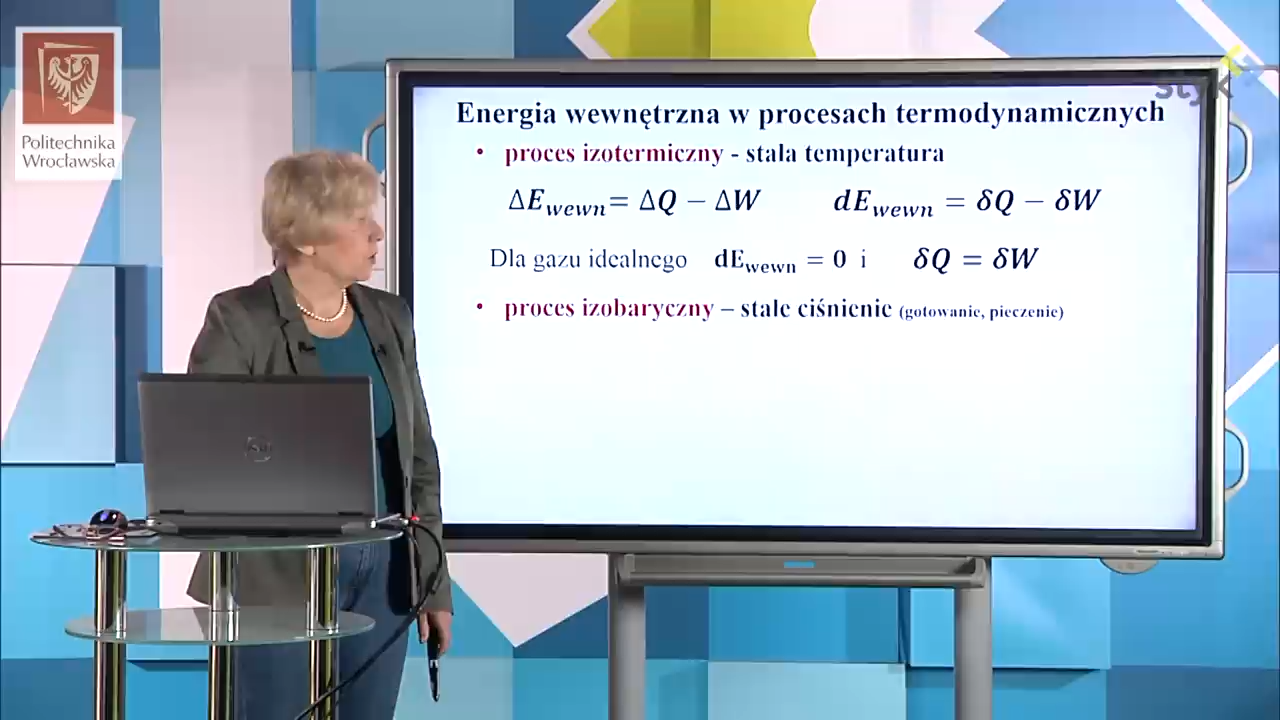 Politechnika
Wrocławska
Styk
Energia wewnętrzna w procesach termodynamicznych
• proces izotermiczny - stała temperatura
ΔE_wewn = ΔQ − ΔW dE_wewn = δQ − δW
Dla gazu idealnego dE_wewn = 0 i δQ = δW
• proces izobaryczny – stałe ciśnienie (gotowanie, pieczenie)